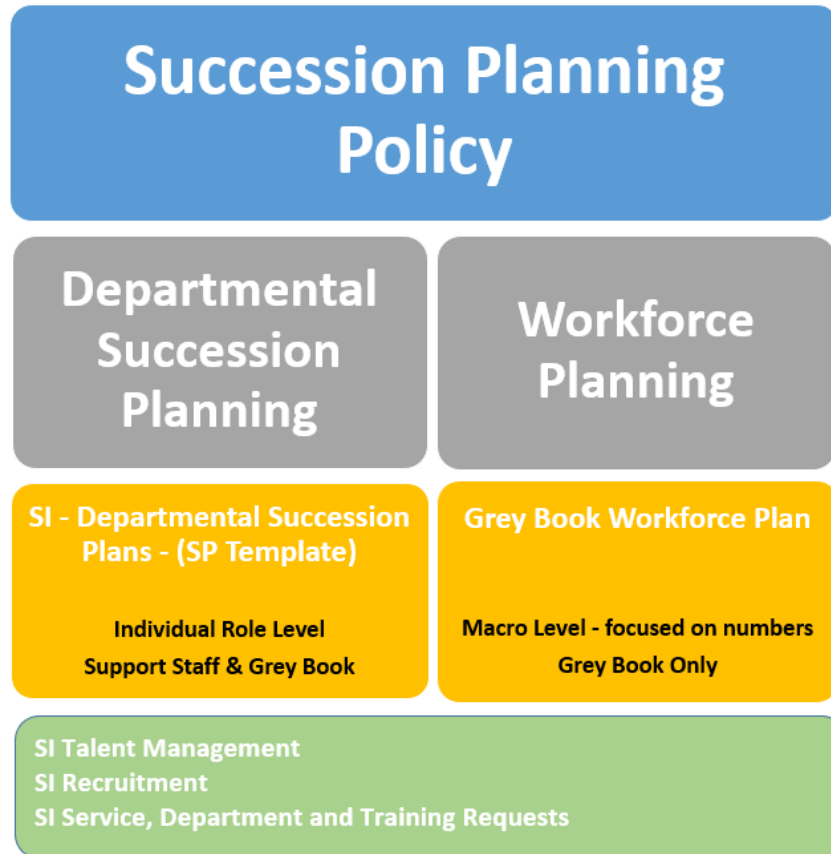 Succession Planning
Policy
Departmental
Succession
Planning
Workforce
Planning
SI - Departmental Succession
Plans - (SP Template)
Individual Role Level
Support Staff & Grey Book
Grey Book Workforce Plan
Macro Level - focused on numbers
Grey Book Only
SI Talent Management
SI Recruitment
SI Service, Department and Training Requests